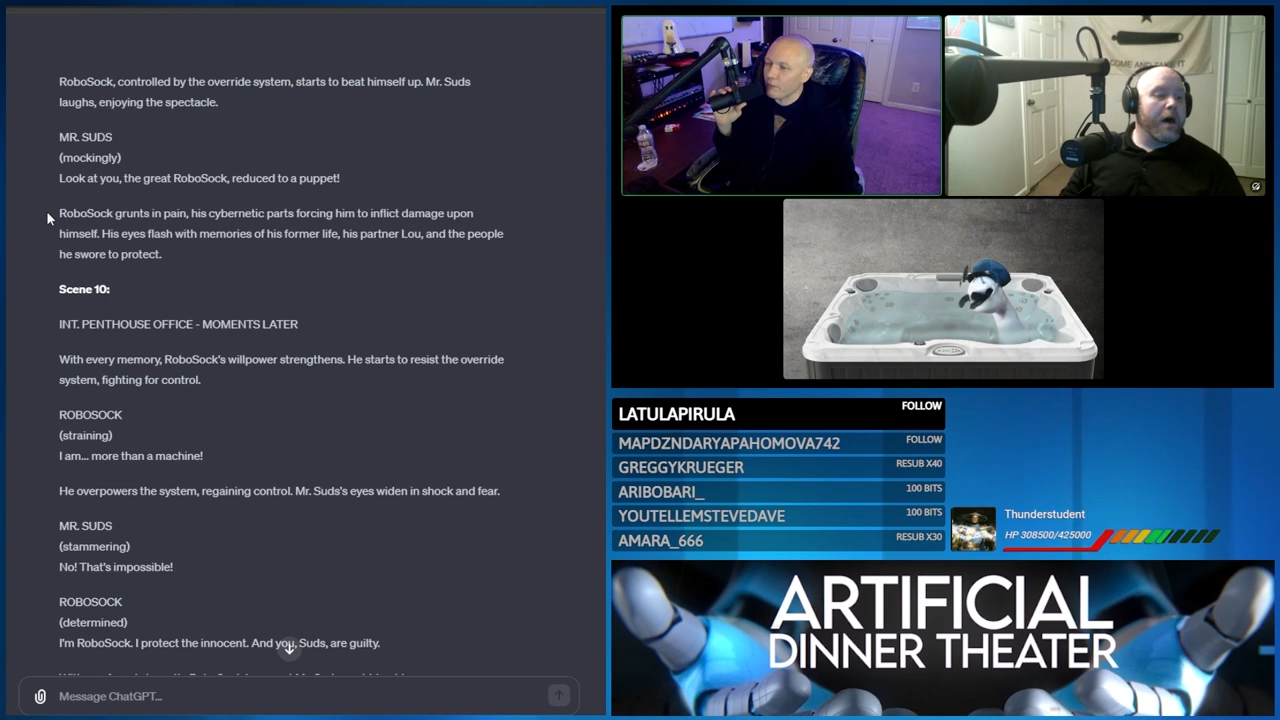 RoboSock, controlled by the override system, starts to beat himself up. Mr. Suds
laughs, enjoying the spectacle.
MR. SUDS
(mockingly)
Look at you, the great RoboSock, reduced to a puppet!
RoboSock grunts in pain, his cybernetic parts forcing him to inflict damage upon
himself. His eyes flash with memories of his former life, his partner Lou, and the people
he swore to protect.
Scene 10:
INT. PENTHOUSE OFFICE - MOMENTS LATER
With every memory, RoboSock's willpower strengthens. He starts to resist the override
system, fighting for control.
ROBOSOCK
(straining)
I am... more than a machine!
He overpowers the system, regaining control. Mr. Suds's eyes widen in shock and fear.
MR. SUDS
(stammering)
No! That's impossible!
ROBOSOCK
(determined)
I'm RoboSock. I protect the innocent. And you, Suds, are guilty.
Message ChatGPT...
COME AND TAKE IT
LATULAPIRULA FOLLOW
MAPDZNDARYAPAHOMOVA742 FOLLOW
GREGGYKRUEGER RESUB X40
ARIBOBARI_ 100 BITS
YOUTELLEMSTEVEDAVE 100 BITS
AMARA_666 RESUB X30
Thunderstudent
HP 308500/425000
ARTIFICIAL
DINNER THEATER